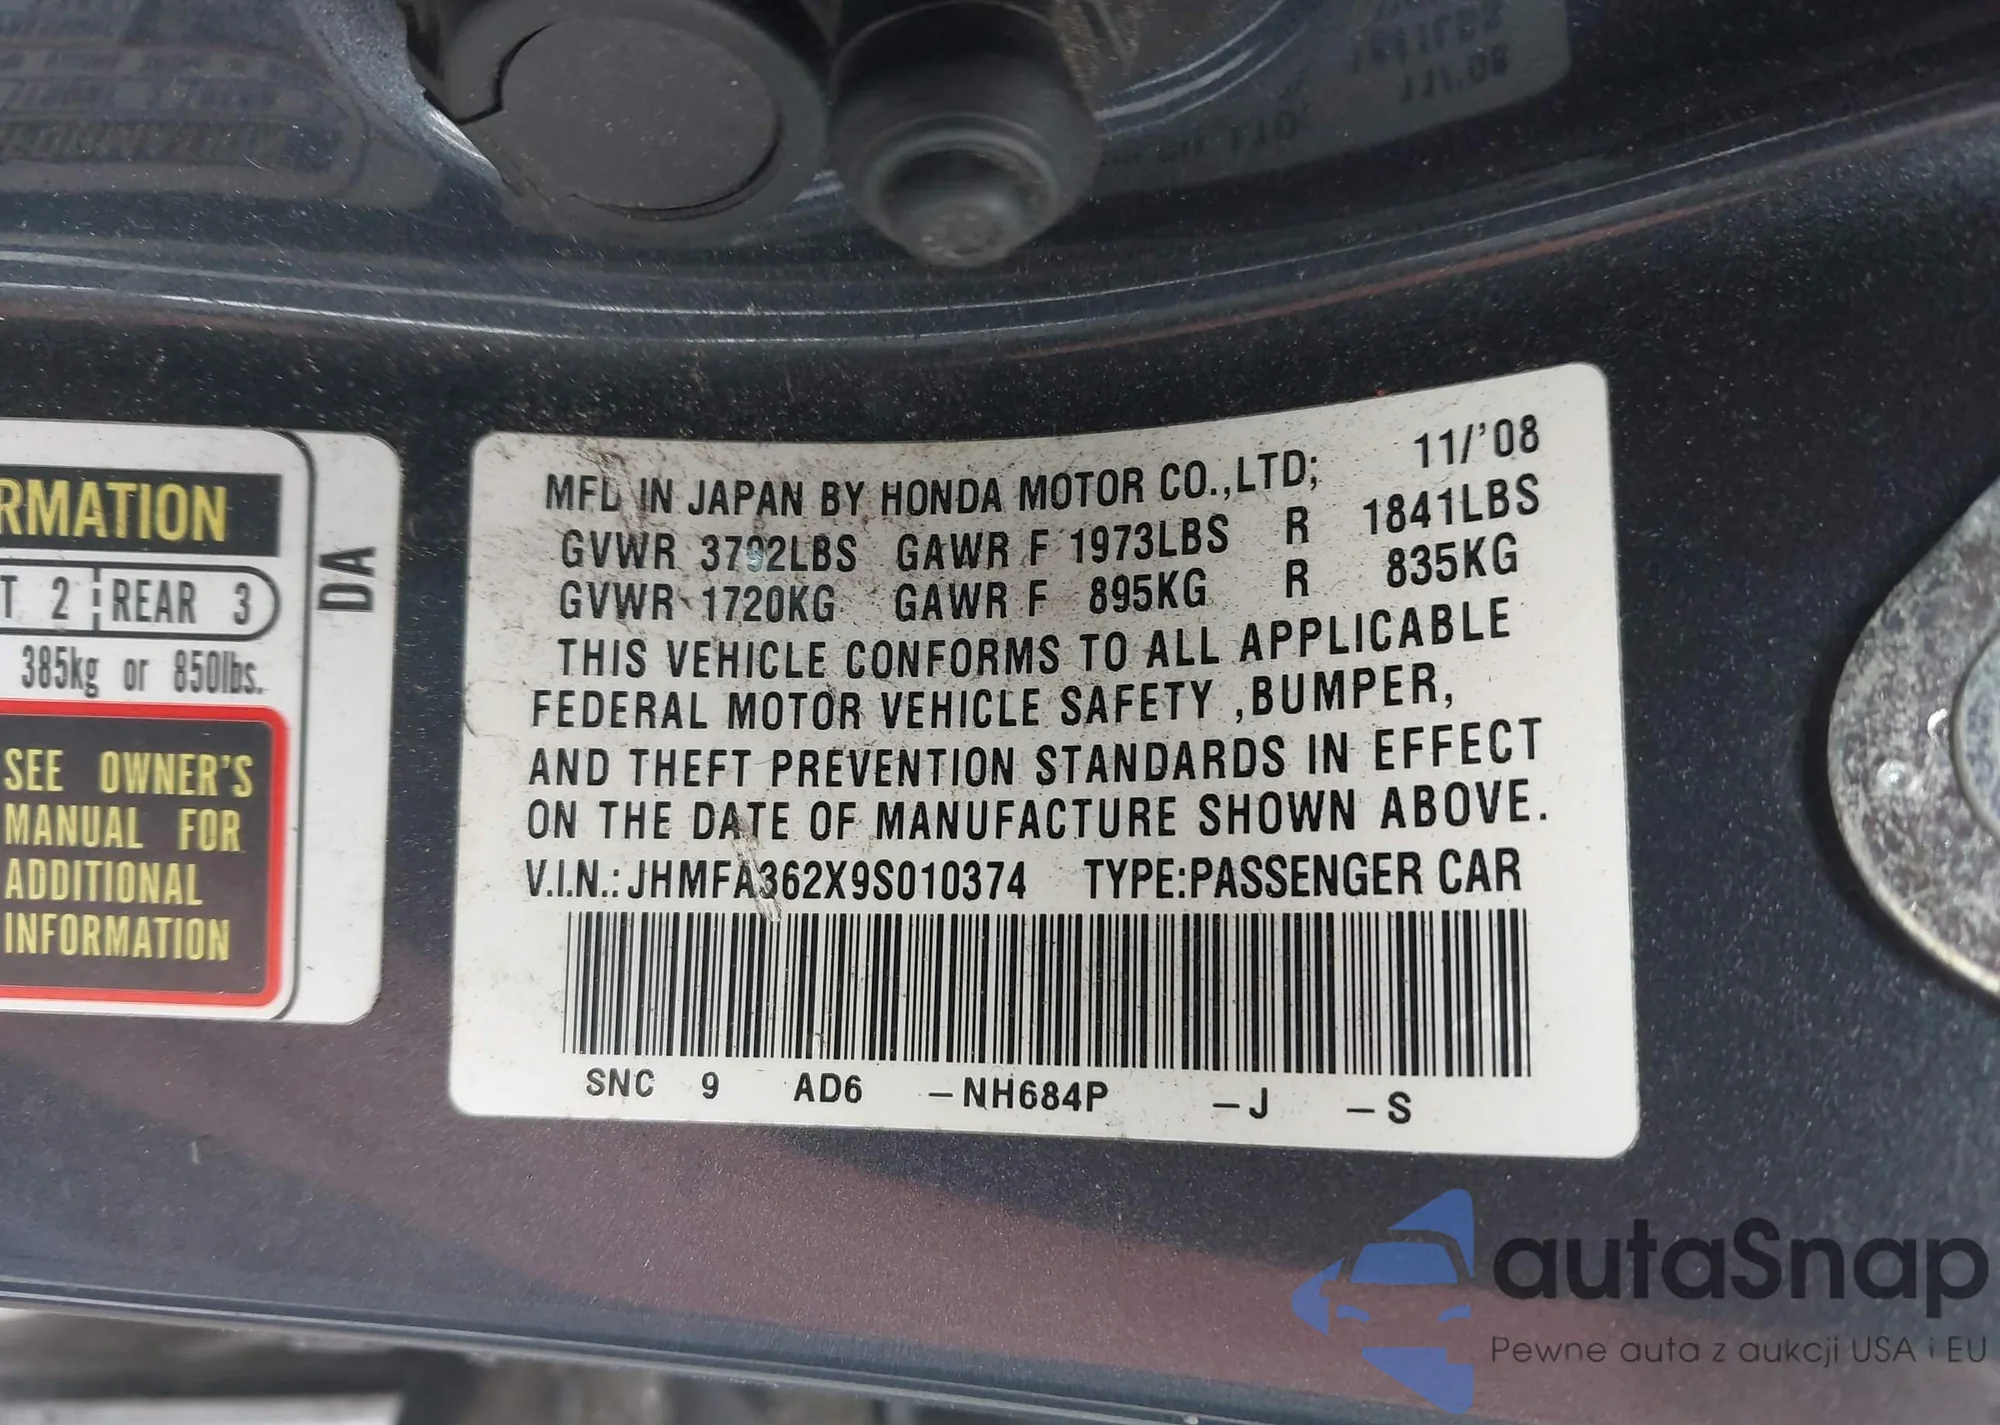 RMATION
T 2 REAR 3
385kg or 850lbs.
SEE OWNER'S
MANUAL FOR
ADDITIONAL
INFORMATION
DA
MFD IN JAPAN BY HONDA MOTOR CO.,LTD; 11/'08
GVWR 3792LBS GAWR F 1973LBS R 1841LBS
GVWR 1720KG GAWR F 895KG R 835KG
THIS VEHICLE CONFORMS TO ALL APPLICABLE
FEDERAL MOTOR VEHICLE SAFETY ,BUMPER,
AND THEFT PREVENTION STANDARDS IN EFFECT
ON THE DATE OF MANUFACTURE SHOWN ABOVE.
V.I.N.: JHMFA362X9S010374 TYPE:PASSENGER CAR
SNC 9 AD6 –NH684P –J –S
autaSnap
Pewne auta z aukcji USA i EU